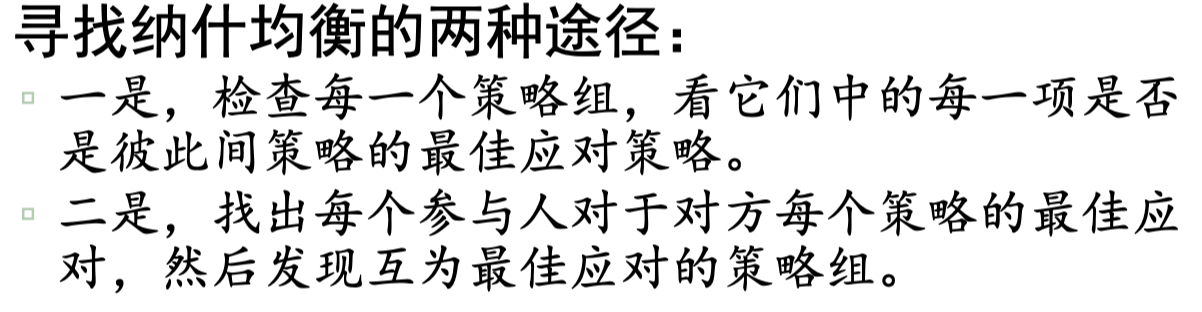 寻找纳什均衡的两种途径：
一是，检查每一个策略组，看它们中的每一项是否
是彼此间策略的最佳应对策略。
二是，找出每个参与人对于对方每个策略的最佳应
对，然后发现互为最佳应对的策略组。